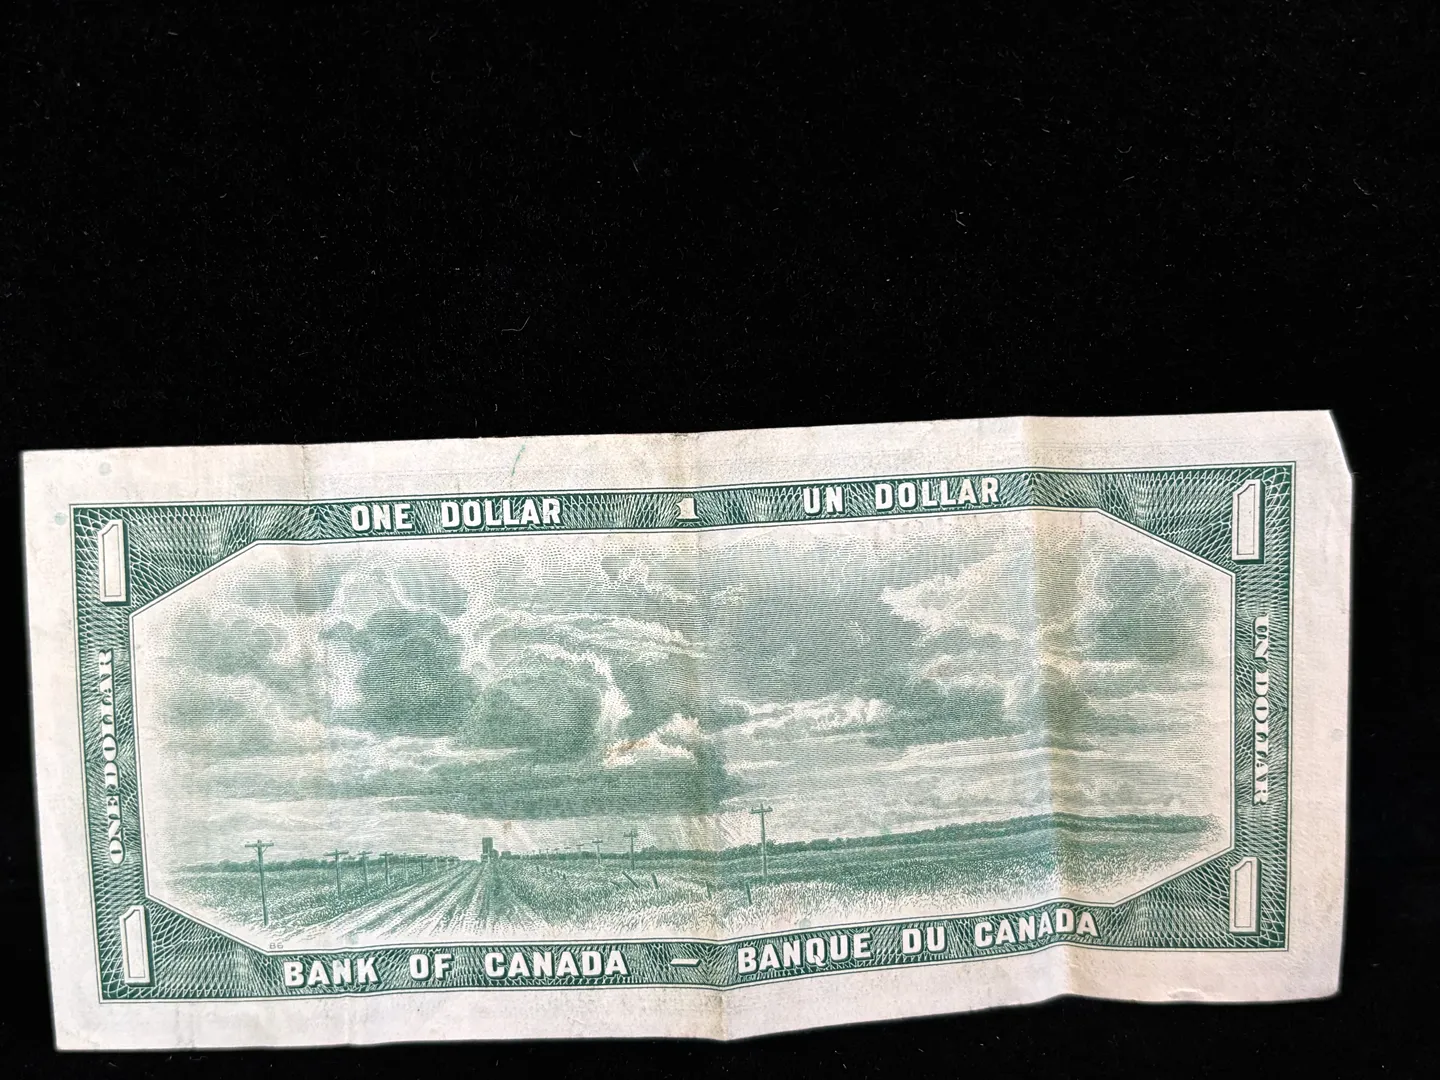 ONE DOLLAR 1 UN DOLLAR
1
1
ONE DOLLAR
UN DOLLAR
1
1
86
BANK OF CANADA — BANQUE DU CANADA